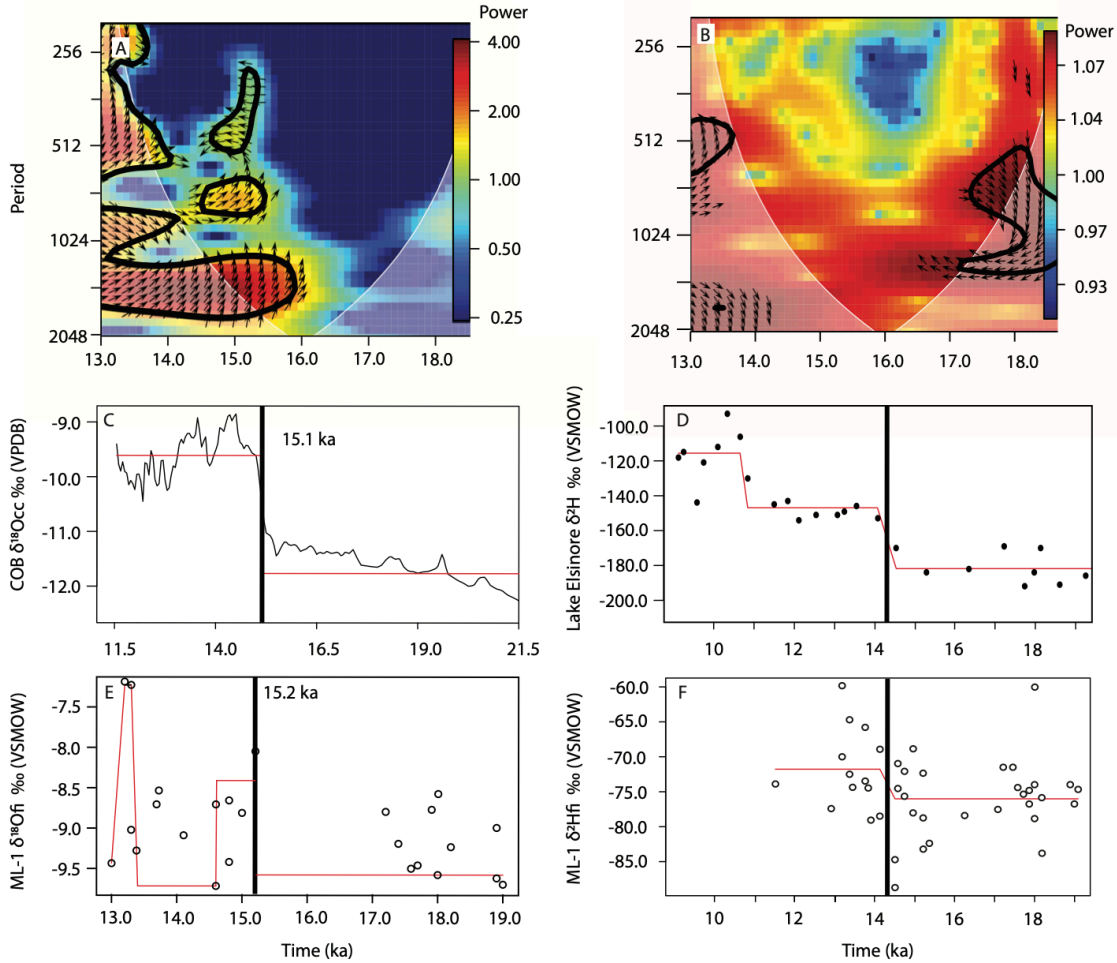 Power
Power
A
B
4.00
2.00
1.00
0.50
0.25
1.07
1.04
1.00
0.97
0.93
Period
256
512
1024
2048
256
512
1024
2048
13.0 14.0 15.0 16.0 17.0 18.0
13.0 14.0 15.0 16.0 17.0 18.0
C
15.1 ka
COB δ¹⁸Occ ‰ (VPDB)
-9.0
-10.0
-11.0
-12.0
11.5 14.0 16.5 19.0 21.5
D
Lake Elsinore δ²H ‰ (VSMOW)
-100.0
-120.0
-140.0
-160.0
-180.0
-200.0
10 12 14 16 18
E
15.2 ka
ML-1 δ¹⁸Ofi ‰ (VSMOW)
-7.5
-8.0
-8.5
-9.0
-9.5
13.0 14.0 15.0 16.0 17.0 18.0 19.0
Time (ka)
F
ML-1 δ²Hfi ‰ (VSMOW)
-60.0
-65.0
-70.0
-75.0
-80.0
-85.0
10 12 14 16 18
Time (ka)